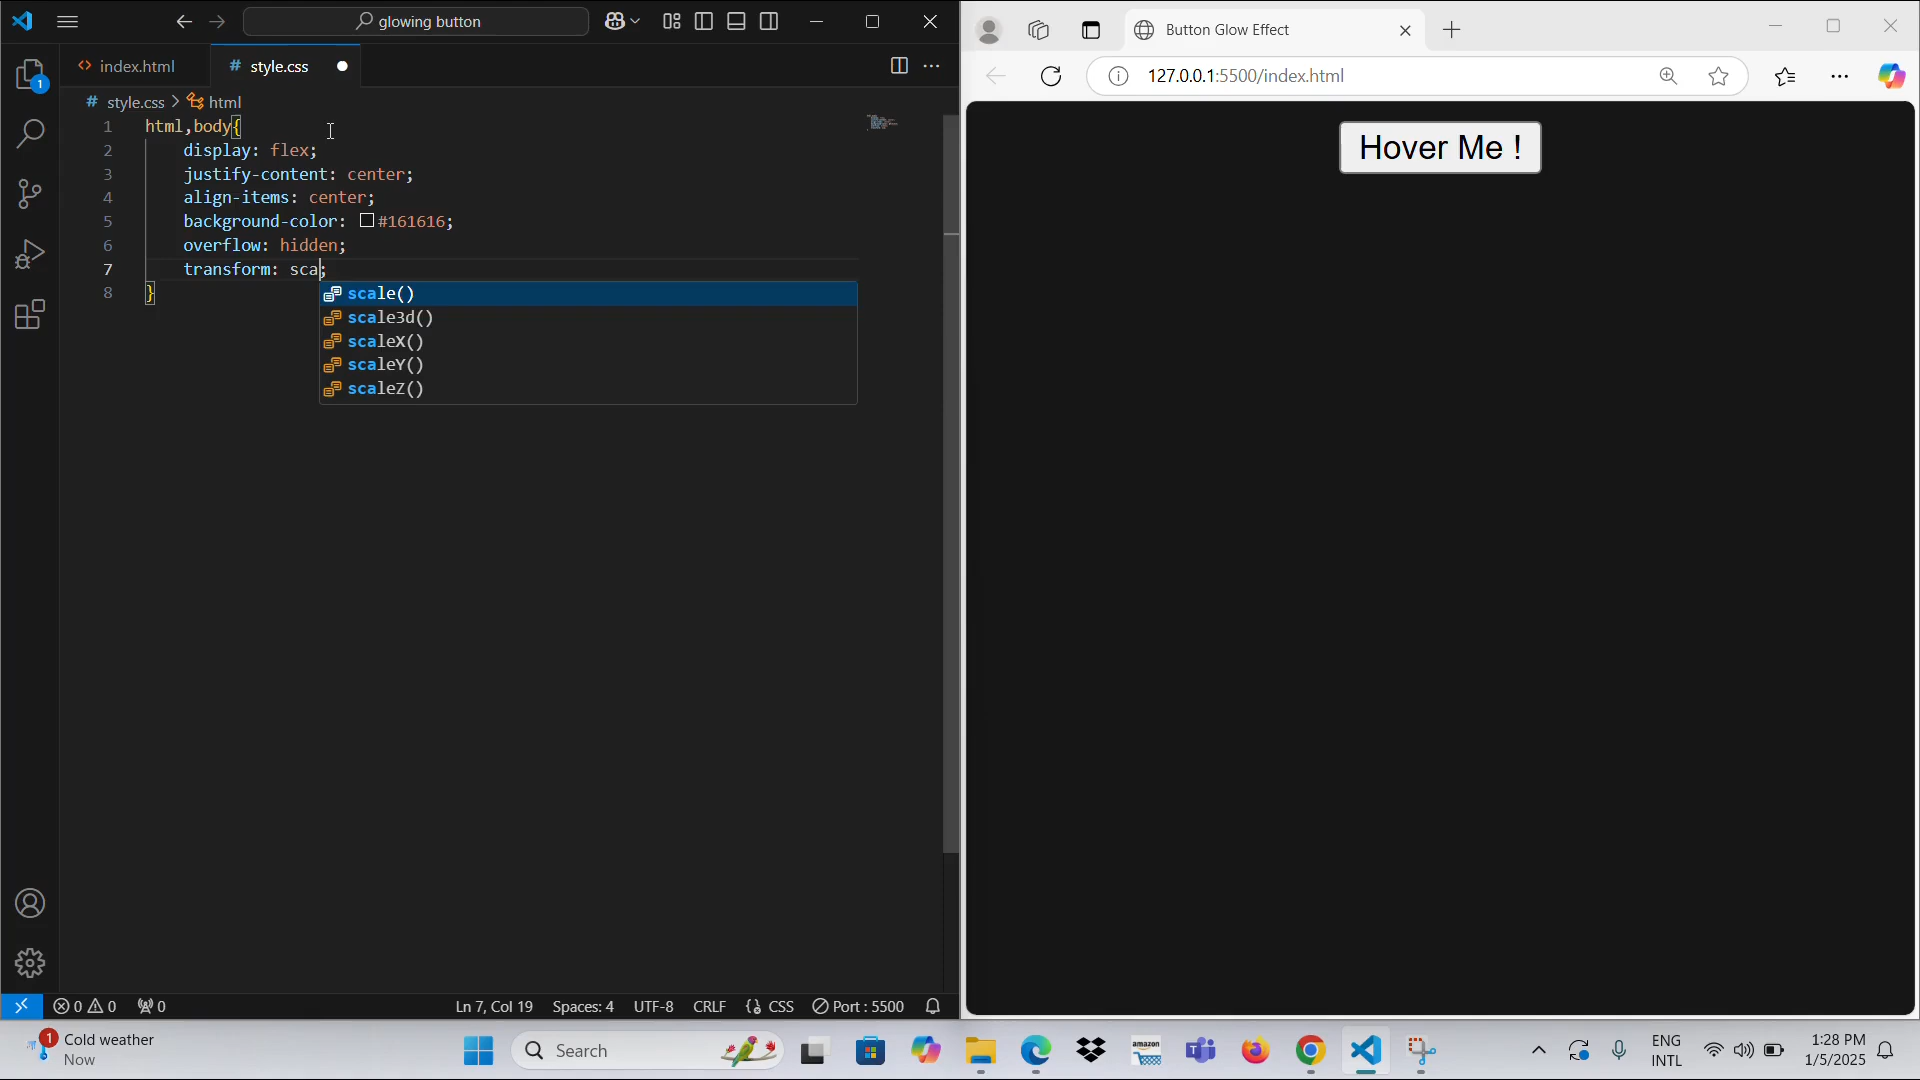 glowing button
index.html
# style.css
# style.css > html
1 html,body{
2 display: flex;
3 justify-content: center;
4 align-items: center;
5 background-color: #161616;
6 overflow: hidden;
7 transform: sca;
8 }
scale()
scale3d()
scaleX()
scaleY()
scaleZ()
1
0 0 0
Ln 7, Col 19
Spaces: 4
UTF-8
CRLF
{} CSS
Port : 5500
Button Glow Effect
127.0.0.1:5500/index.html
Hover Me !
1
Cold weather
Now
Search
amazon
ENG
INTL
1:28 PM
1/5/2025